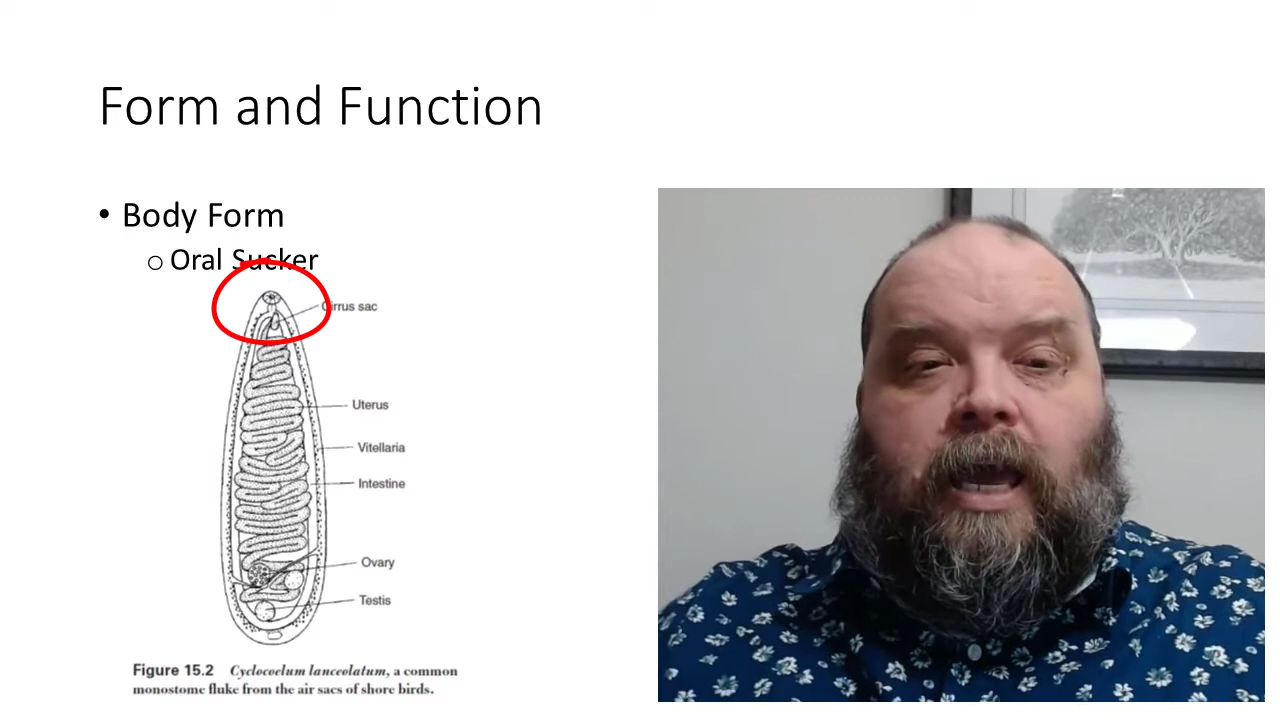 Form and Function
• Body Form
○ Oral Sucker
Cirrus sac
Uterus
Vitellaria
Intestine
Ovary
Testis
Figure 15.2 Cyclocoelum lanceolatum, a common
monostome fluke from the air sacs of shore birds.